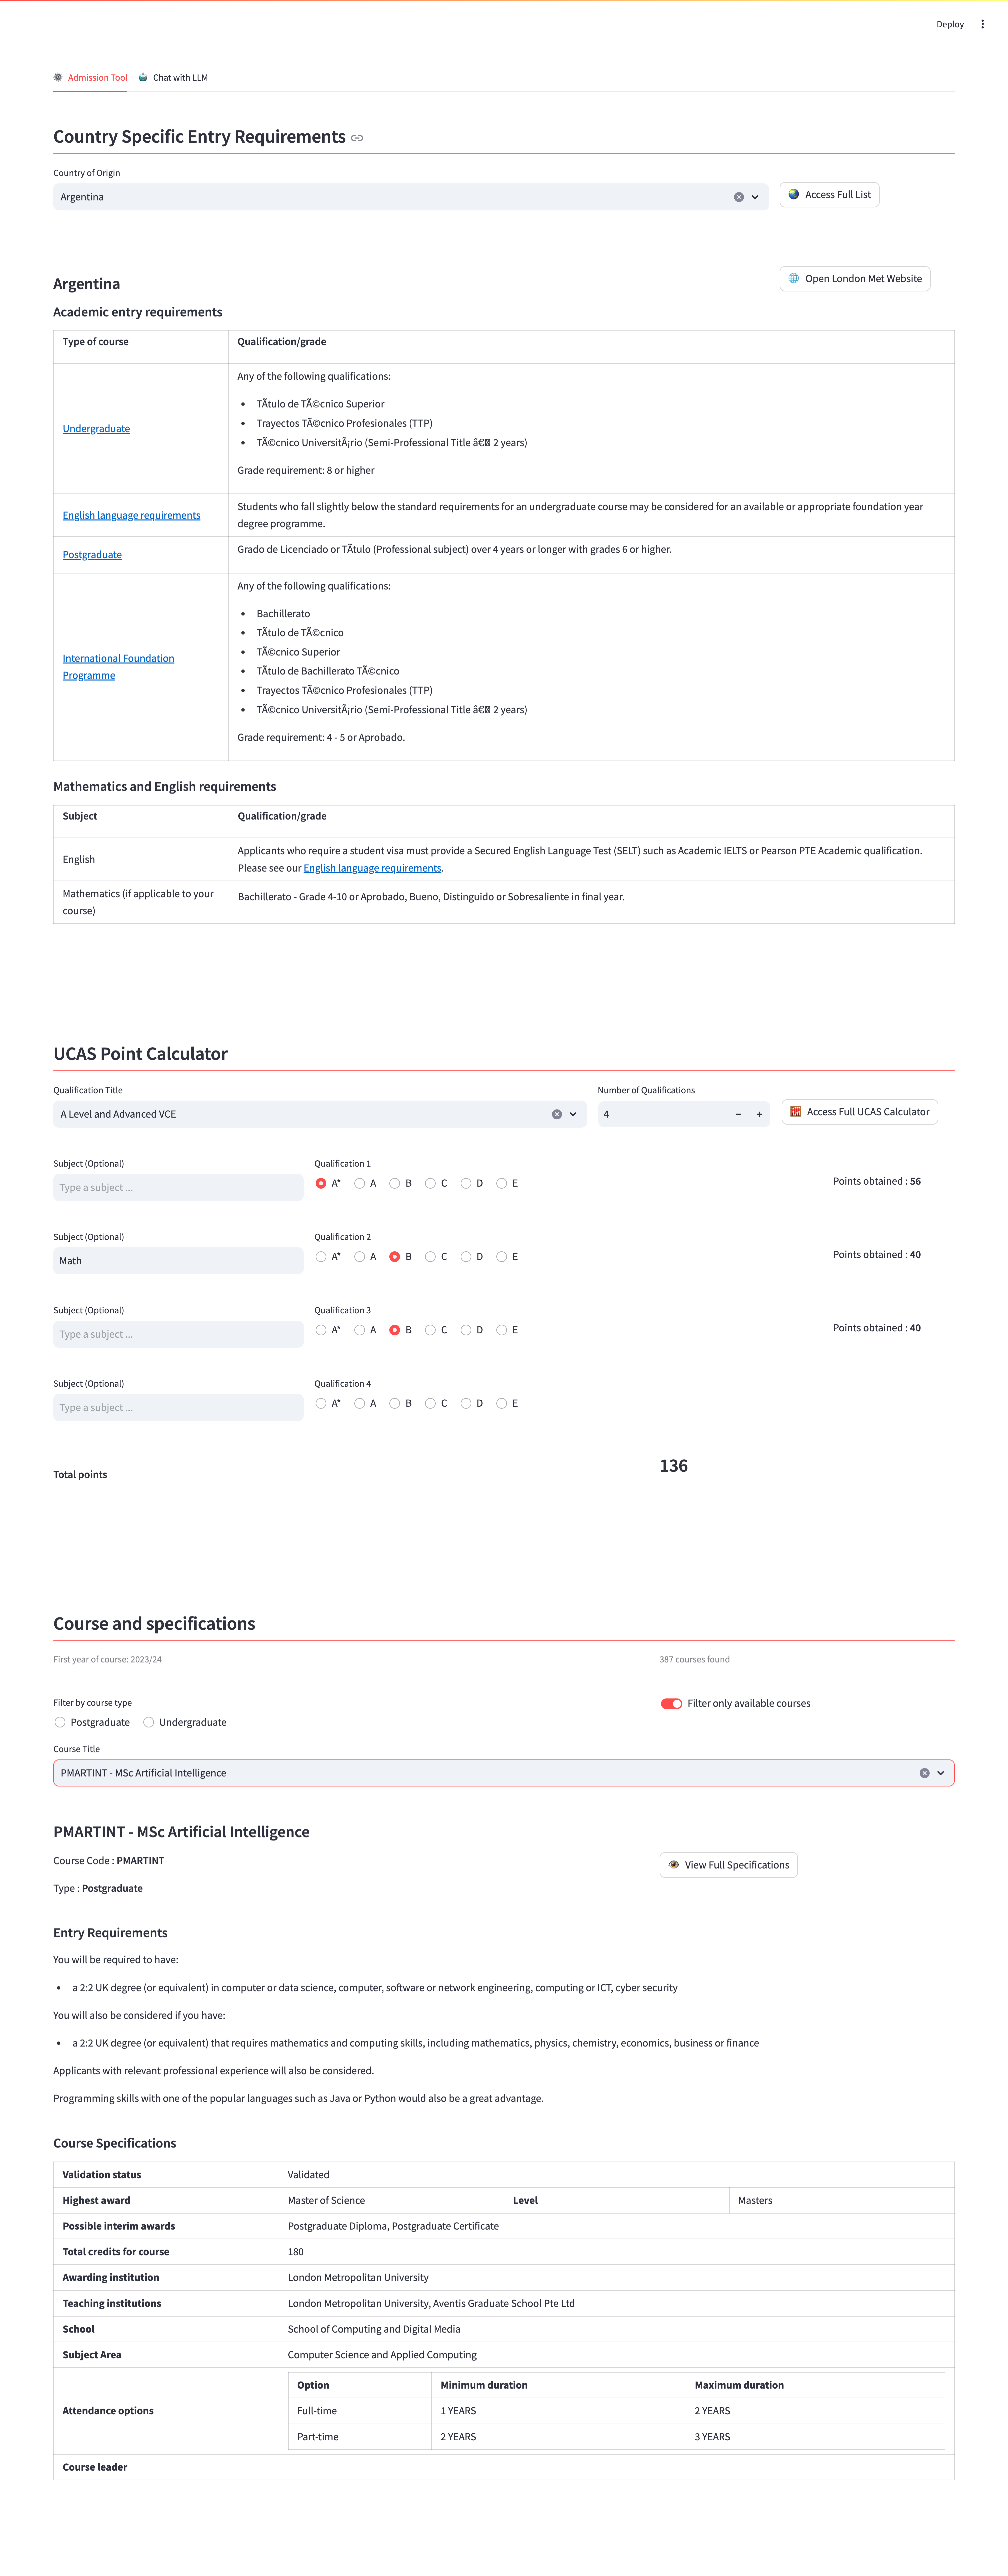 Deploy
Admission Tool
Chat with LLM
Country Specific Entry Requirements
Country of Origin
Argentina
Access Full List
Argentina
Open London Met Website
Academic entry requirements
Type of course
Qualification/grade
Undergraduate
Any of the following qualifications:
• TÃtulo de TÃ©cnico Superior
• Trayectos TÃ©cnico Profesionales (TTP)
• TÃ©cnico UniversitÃ¡rio (Semi-Professional Title â€ 2 years)
Grade requirement: 8 or higher
English language requirements
Students who fall slightly below the standard requirements for an undergraduate course may be considered for an available or appropriate foundation year
degree programme.
Postgraduate
Grado de Licenciado or TÃtulo (Professional subject) over 4 years or longer with grades 6 or higher.
International Foundation
Programme
Any of the following qualifications:
• Bachillerato
• TÃtulo de TÃ©cnico
• TÃ©cnico Superior
• TÃtulo de Bachillerato TÃ©cnico
• Trayectos TÃ©cnico Profesionales (TTP)
• TÃ©cnico UniversitÃ¡rio (Semi-Professional Title â€ 2 years)
Grade requirement: 4 - 5 or Aprobado.
Mathematics and English requirements
Subject
Qualification/grade
English
Applicants who require a student visa must provide a Secured English Language Test (SELT) such as Academic IELTS or Pearson PTE Academic qualification.
Please see our English language requirements.
Mathematics (if applicable to your
course)
Bachillerato - Grade 4-10 or Aprobado, Bueno, Distinguido or Sobresaliente in final year.
UCAS Point Calculator
Qualification Title
Number of Qualifications
A Level and Advanced VCE
4
− +
Access Full UCAS Calculator
Subject (Optional)
Qualification 1
Type a subject ...
A* A B C D E
Points obtained : 56
Subject (Optional)
Qualification 2
Math
A* A B C D E
Points obtained : 40
Subject (Optional)
Qualification 3
Type a subject ...
A* A B C D E
Points obtained : 40
Subject (Optional)
Qualification 4
Type a subject ...
A* A B C D E
Total points
136
Course and specifications
First year of course: 2023/24
387 courses found
Filter by course type
Filter only available courses
Postgraduate
Undergraduate
Course Title
PMARTINT - MSc Artificial Intelligence
PMARTINT - MSc Artificial Intelligence
Course Code : PMARTINT
View Full Specifications
Type : Postgraduate
Entry Requirements
You will be required to have:
• a 2:2 UK degree (or equivalent) in computer or data science, computer, software or network engineering, computing or ICT, cyber security
You will also be considered if you have:
• a 2:2 UK degree (or equivalent) that requires mathematics and computing skills, including mathematics, physics, chemistry, economics, business or finance
Applicants with relevant professional experience will also be considered.
Programming skills with one of the popular languages such as Java or Python would also be a great advantage.
Course Specifications
Validation status
Validated
Highest award
Master of Science
Level
Masters
Possible interim awards
Postgraduate Diploma, Postgraduate Certificate
Total credits for course
180
Awarding institution
London Metropolitan University
Teaching institutions
London Metropolitan University, Aventis Graduate School Pte Ltd
School
School of Computing and Digital Media
Subject Area
Computer Science and Applied Computing
Attendance options
Option
Minimum duration
Maximum duration
Full-time
1 YEARS
2 YEARS
Part-time
2 YEARS
3 YEARS
Course leader